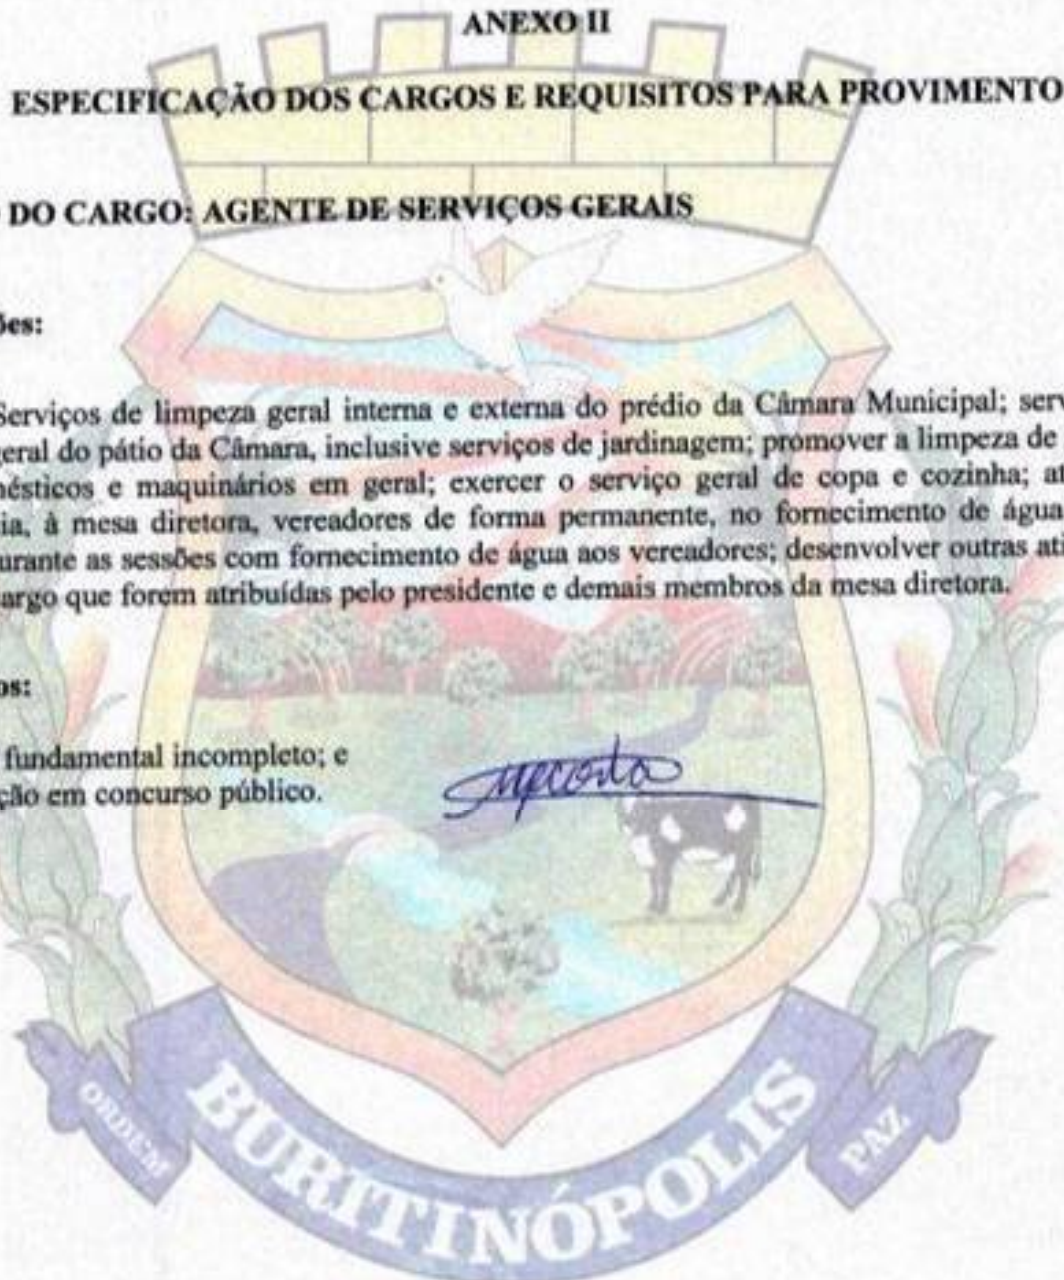 ANEXO II
ESPECIFICAÇÃO DOS CARGOS E REQUISITOS PARA PROVIMENTO
DO CARGO: AGENTE DE SERVIÇOS GERAIS
ões:
Serviços de limpeza geral interna e externa do prédio da Câmara Municipal; serv
geral do pátio da Câmara, inclusive serviços de jardinagem; promover a limpeza de
mésticos e maquinários em geral; exercer o serviço geral de copa e cozinha; at
ia, à mesa diretora, vereadores de forma permanente, no fornecimento de água
urante as sessões com fornecimento de água aos vereadores; desenvolver outras ati
argo que forem atribuídas pelo presidente e demais membros da mesa diretora.
os:
fundamental incompleto; e
ção em concurso público.
ORDEM
BURITINÓPOLIS
PAZ